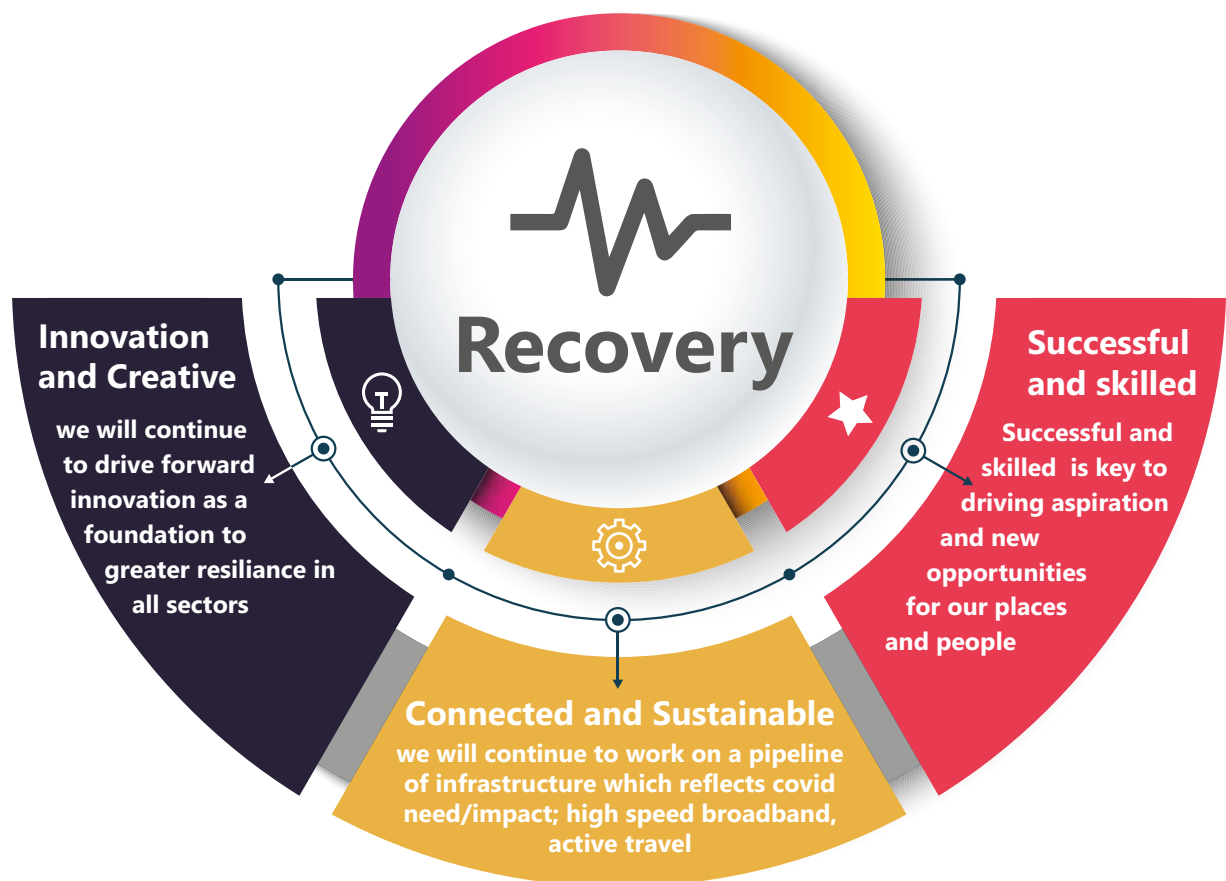 Recovery
Innovation
and Creative
we will continue
to drive forward
innovation as a
foundation to
greater resiliance in
all sectors
Connected and Sustainable
we will continue to work on a pipeline
of infrastructure which reflects covid
need/impact; high speed broadband,
active travel
Successful
and skilled
Successful and
skilled is key to
driving aspiration
and new
opportunities
for our places
and people